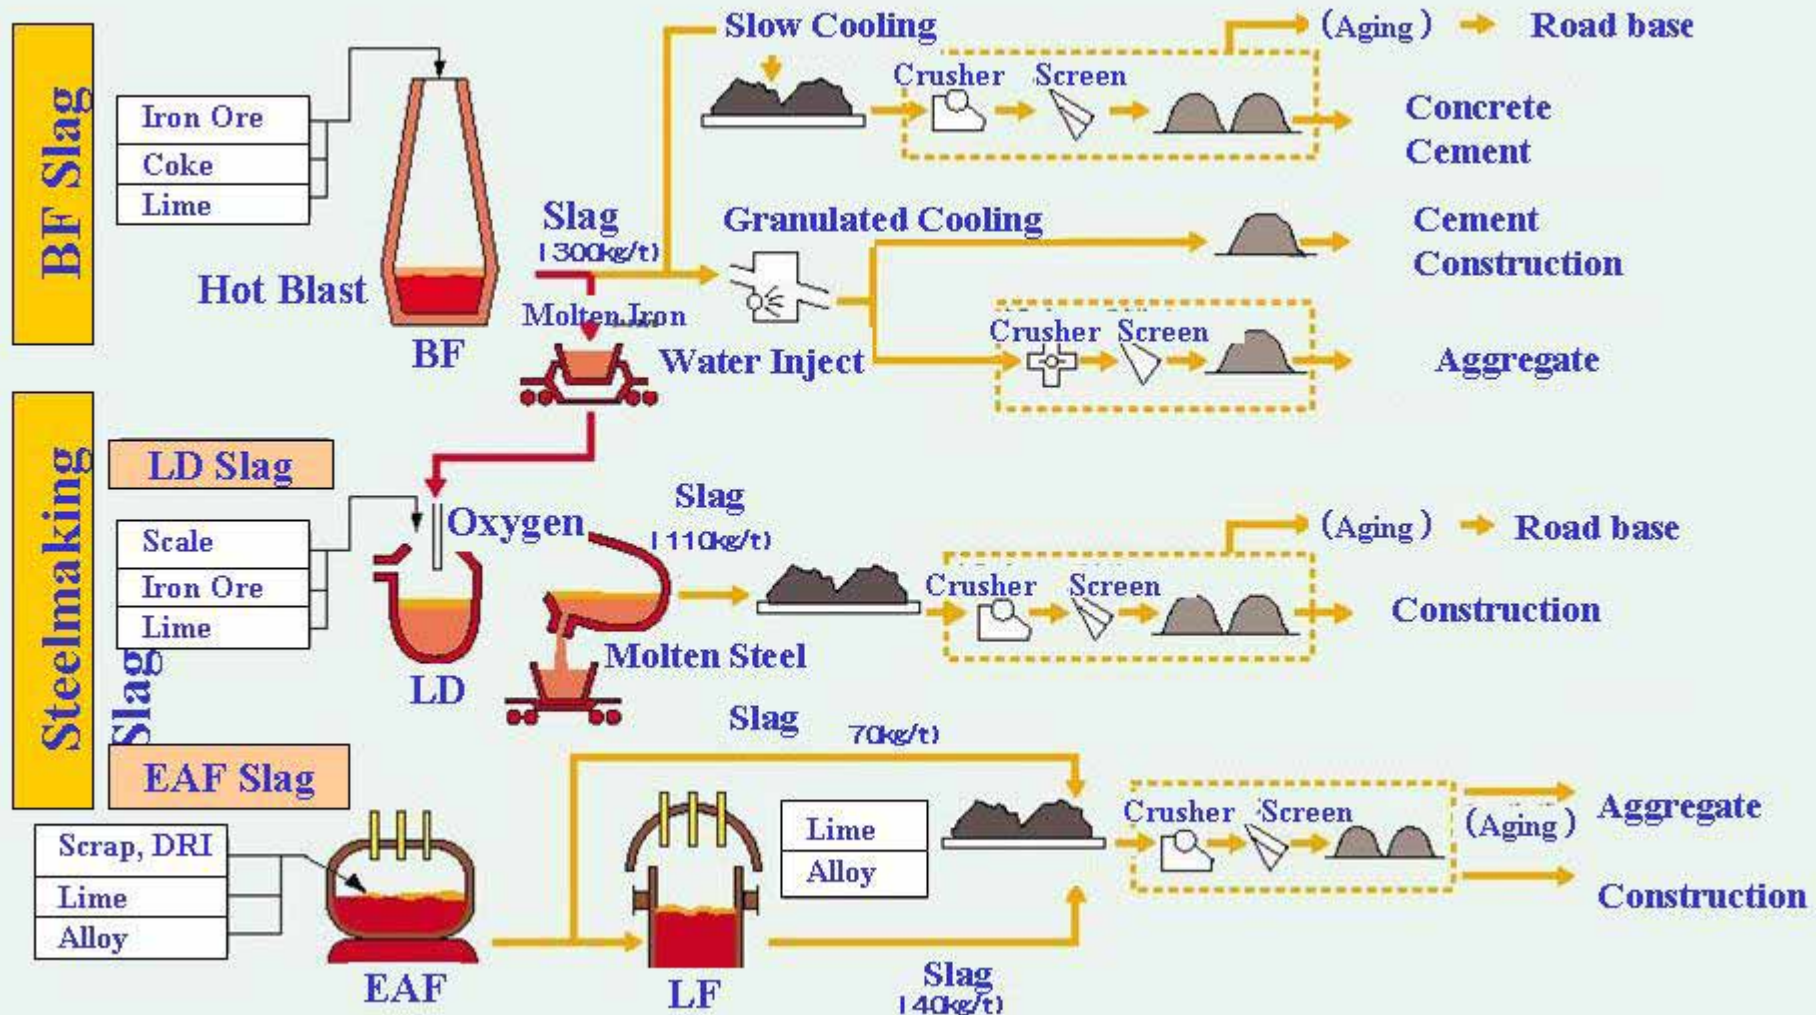 BF Slag
Iron Ore
Coke
Lime
Hot Blast
BF
Slag
(300kg/t)
Molten Iron
Slow Cooling
Crusher
Screen
(Aging)
Road base
Concrete
Cement
Granulated Cooling
Water Inject
Cement
Construction
Crusher
Screen
Aggregate
Steelmaking
Slag
LD Slag
Scale
Iron Ore
Lime
Oxygen
LD
Slag
(110kg/t)
Molten Steel
Crusher
Screen
(Aging)
Road base
Construction
EAF Slag
Scrap, DRI
Lime
Alloy
EAF
Slag
70kg/t)
LF
Lime
Alloy
Slag
(40kg/t)
Crusher
Screen
(Aging)
Aggregate
Construction